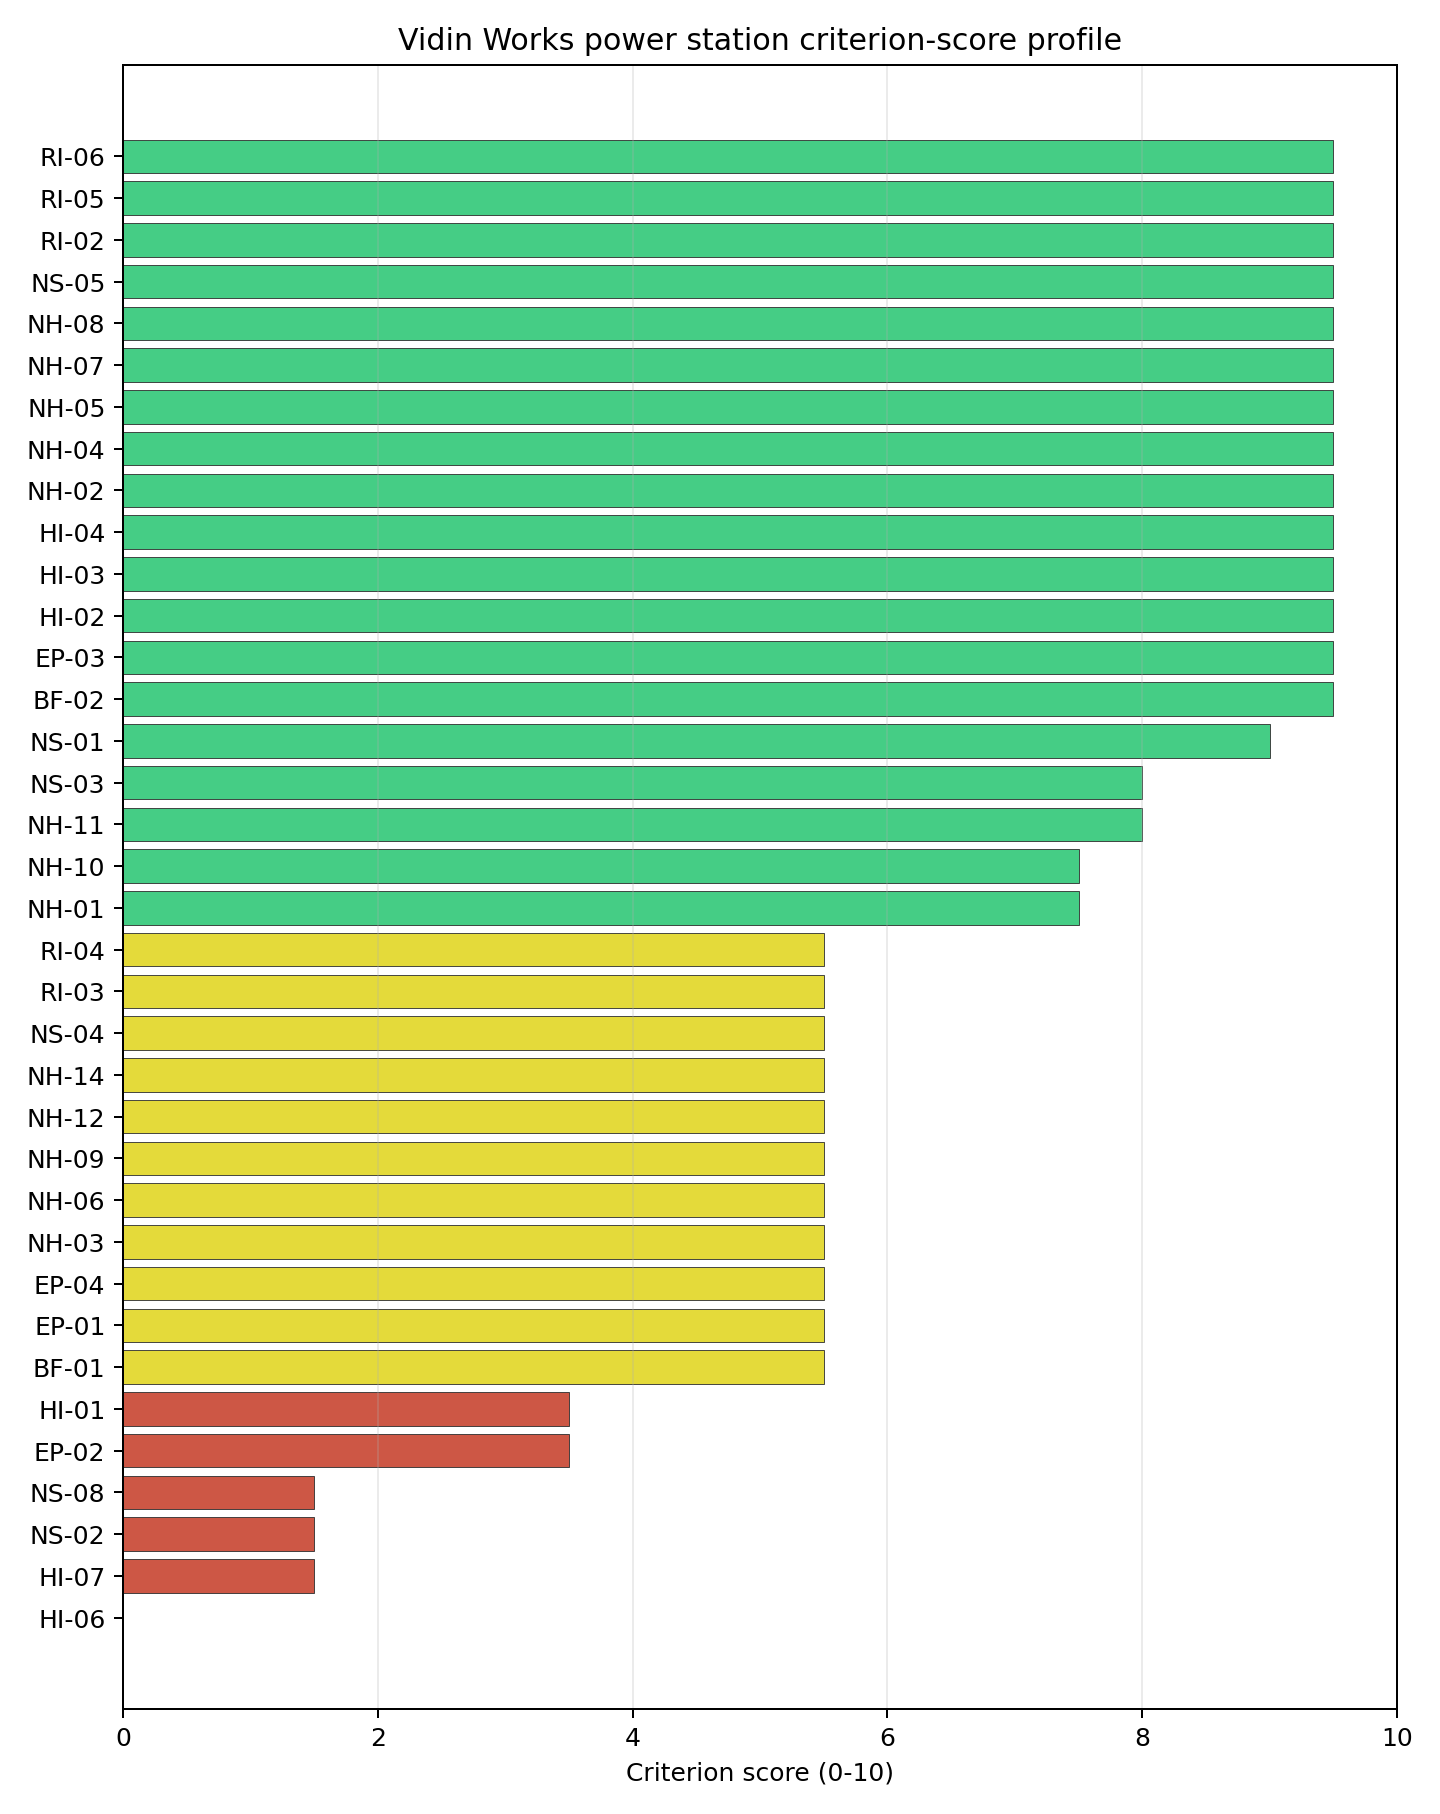 Vidin Works power station criterion-score profile
RI-06
RI-05
RI-02
NS-05
NH-08
NH-07
NH-05
NH-04
NH-02
HI-04
HI-03
HI-02
EP-03
BF-02
NS-01
NS-03
NH-11
NH-10
NH-01
RI-04
RI-03
NS-04
NH-14
NH-12
NH-09
NH-06
NH-03
EP-04
EP-01
BF-01
HI-01
EP-02
NS-08
NS-02
HI-07
HI-06
0 2 4 6 8 10
Criterion score (0-10)